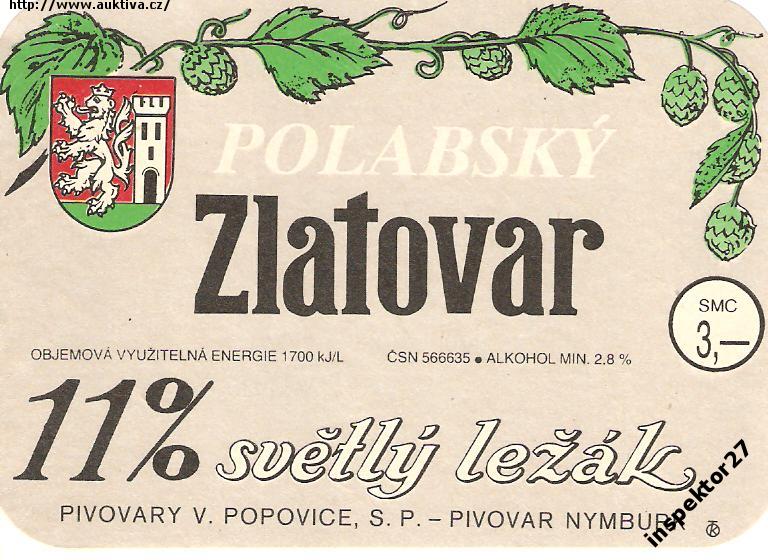 http://www.auktiva.cz/
POLABSKÝ
Zlatovar
SMC
3,—
OBJEMOVÁ VYUŽITELNÁ ENERGIE 1700 kJ/L ČSN 566635 ● ALKOHOL MIN. 2,8 %
11% světlý ležák
PIVOVARY V. POPOVICE, S. P. – PIVOVAR NYMBURK
inspektor27